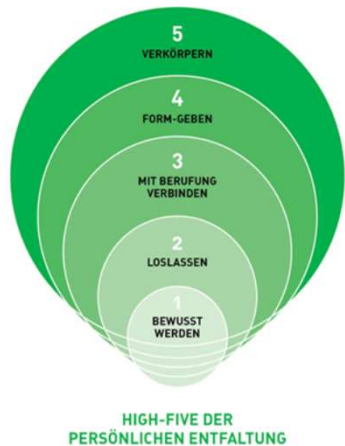 5
VERKÖRPERN
4
FORM-GEBEN
3
MIT BERUFUNG
VERBINDEN
2
LOSLASSEN
1
BEWUSST
WERDEN
HIGH-FIVE DER
PERSÖNLICHEN ENTFALTUNG